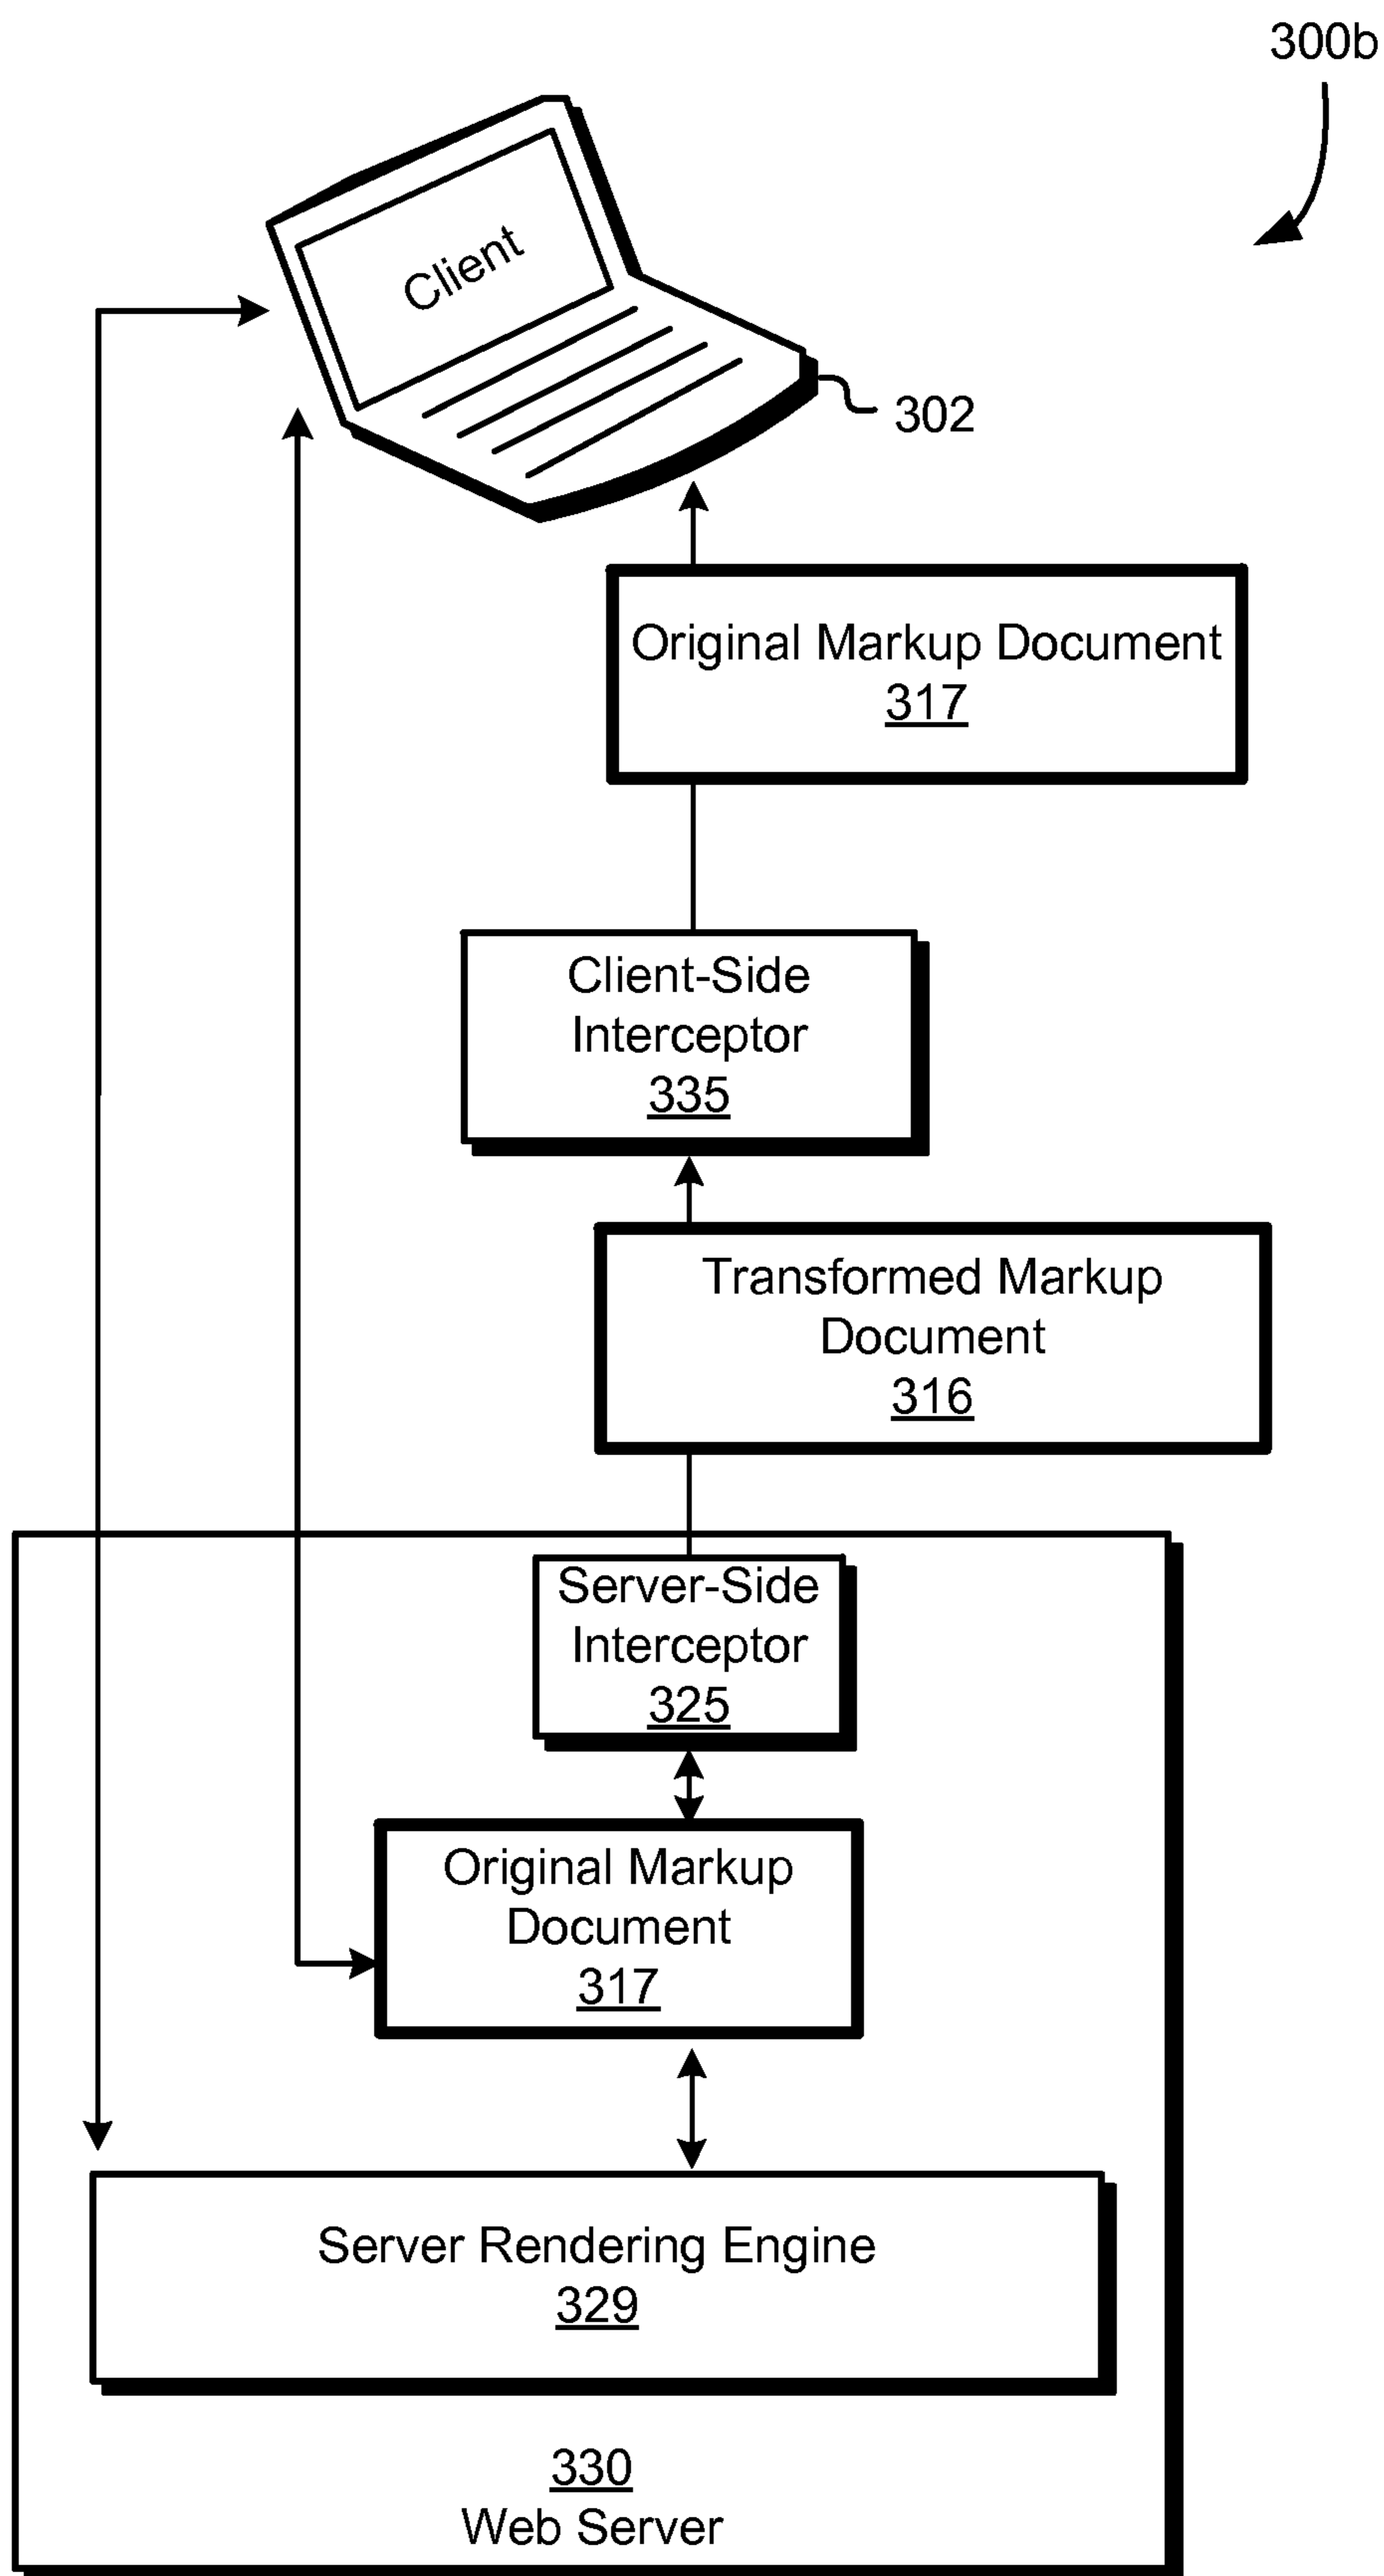 300b
Client
302
Original Markup Document
317
Client-Side
Interceptor
335
Transformed Markup
Document
316
Server-Side
Interceptor
325
Original Markup
Document
317
Server Rendering Engine
329
330
Web Server